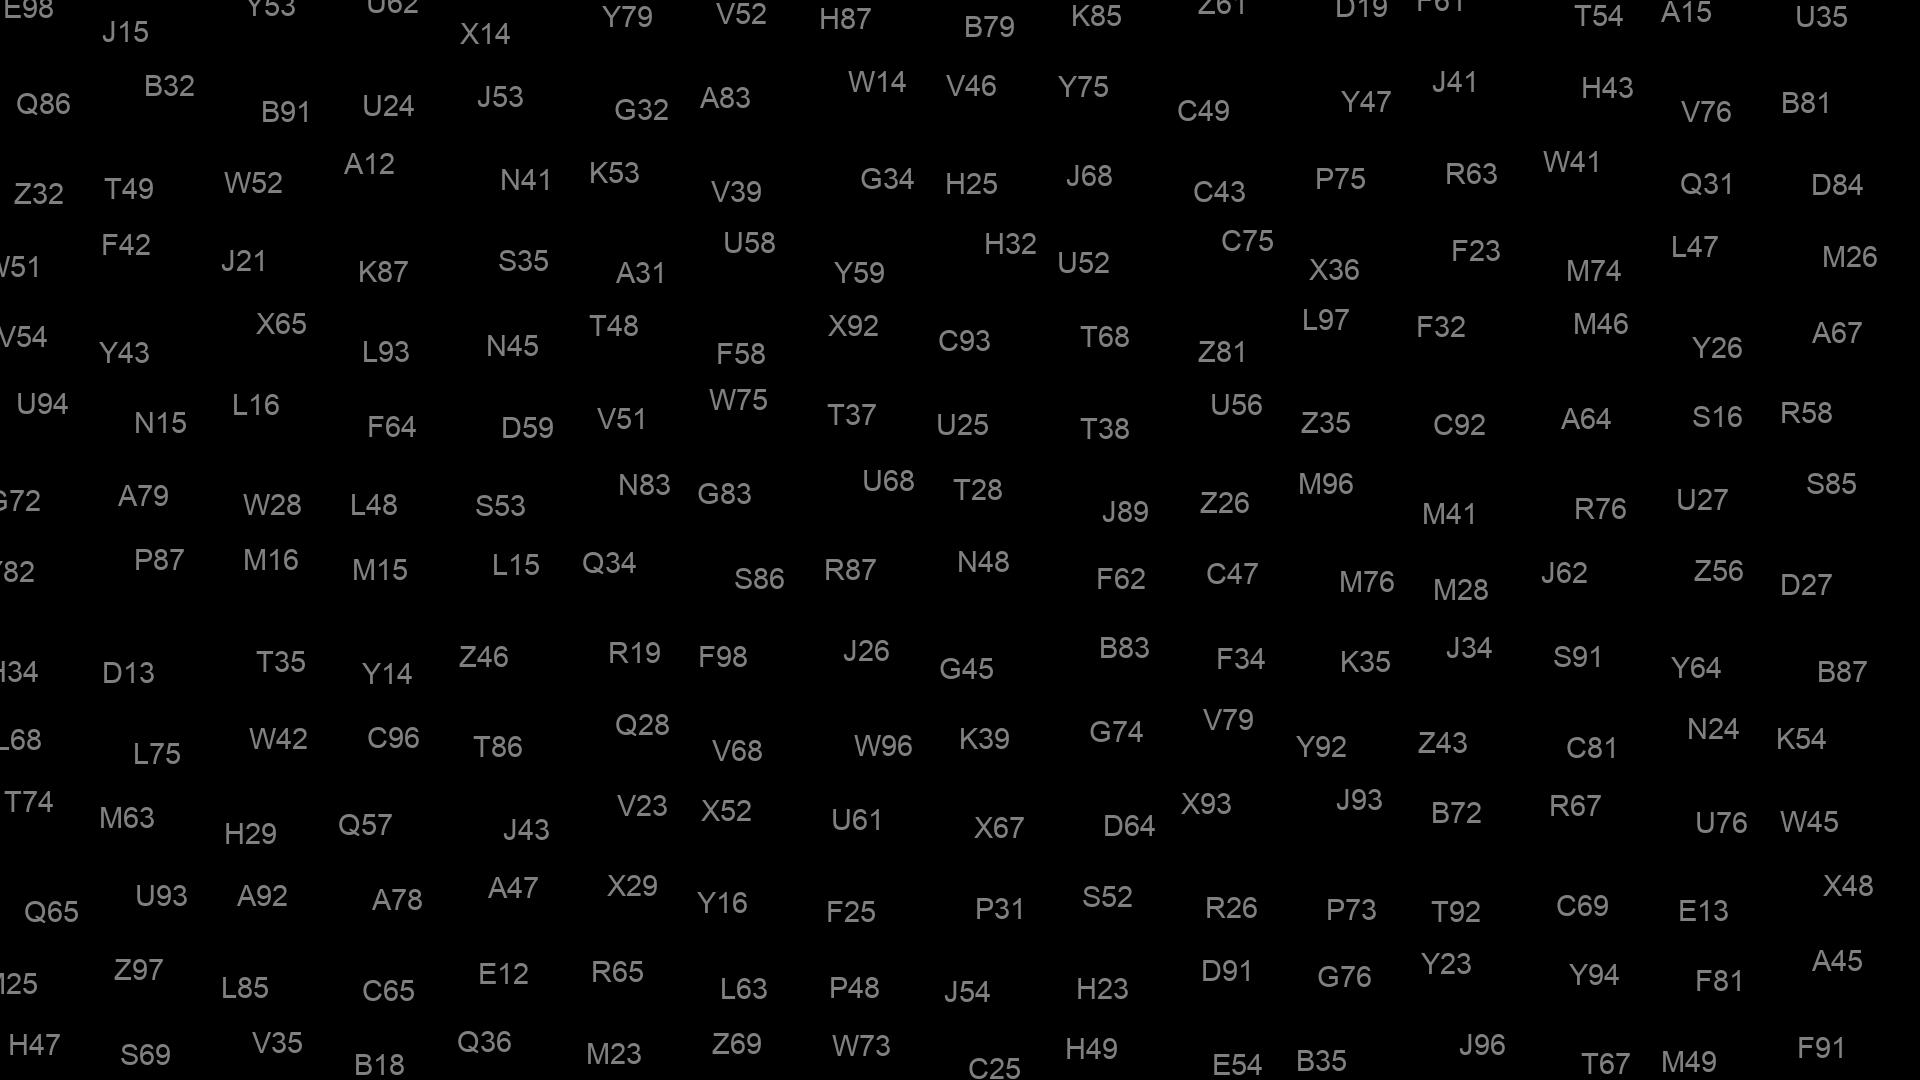 E98 J15 Y53 U62 X14 Y79 V52 H87 B79 K85 Z61 D19 F61 T54 A15 U35
Q86 B32 B91 U24 J53 G32 A83 W14 V46 Y75 C49 Y47 J41 H43 V76 B81
Z32 T49 W52 A12 N41 K53 V39 G34 H25 J68 C43 P75 R63 W41 Q31 D84
W51 F42 J21 K87 S35 A31 U58 Y59 H32 U52 C75 X36 F23 M74 L47 M26
V54 Y43 X65 L93 N45 T48 F58 X92 C93 T68 Z81 L97 F32 M46 Y26 A67
U94 N15 L16 F64 D59 V51 W75 T37 U25 T38 U56 Z35 C92 A64 S16 R58
G72 A79 W28 L48 S53 N83 G83 U68 T28 J89 Z26 M96 M41 R76 U27 S85
P87 M16 M15 L15 Q34 S86 R87 N48 F62 C47 M76 M28 J62 Z56 D27
H34 D13 T35 Y14 Z46 R19 F98 J26 G45 B83 F34 K35 J34 S91 Y64 B87
L68 L75 W42 C96 T86 Q28 V68 W96 K39 G74 V79 Y92 Z43 C81 N24 K54
T74 M63 H29 Q57 J43 V23 X52 U61 X67 D64 X93 J93 B72 R67 U76 W45
Q65 U93 A92 A78 A47 X29 Y16 F25 P31 S52 R26 P73 T92 C69 E13 X48
Z97 L85 C65 E12 R65 L63 P48 J54 H23 D91 G76 Y23 Y94 F81 A45
H47 S69 V35 B18 Q36 M23 Z69 W73 C25 H49 E54 B35 J96 T67 M49 F91